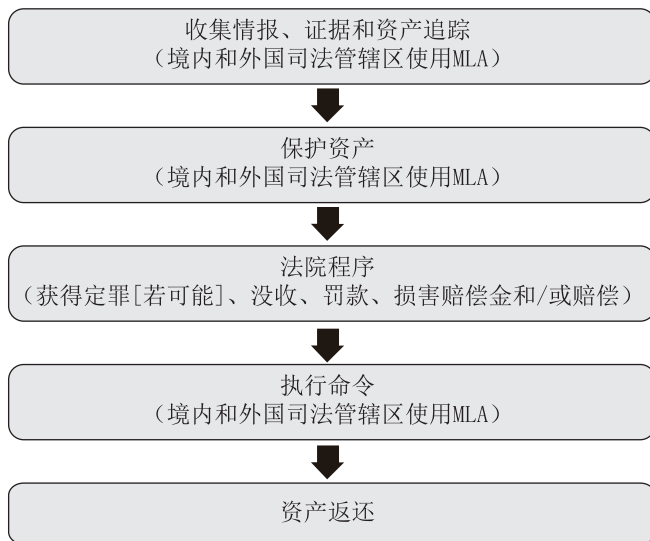 收集情报、证据和资产追踪
（境内和外国司法管辖区使用MLA）
保护资产
（境内和外国司法管辖区使用MLA）
法院程序
（获得定罪[若可能]、没收、罚款、损害赔偿金和/或赔偿）
执行命令
（境内和外国司法管辖区使用MLA）
资产返还